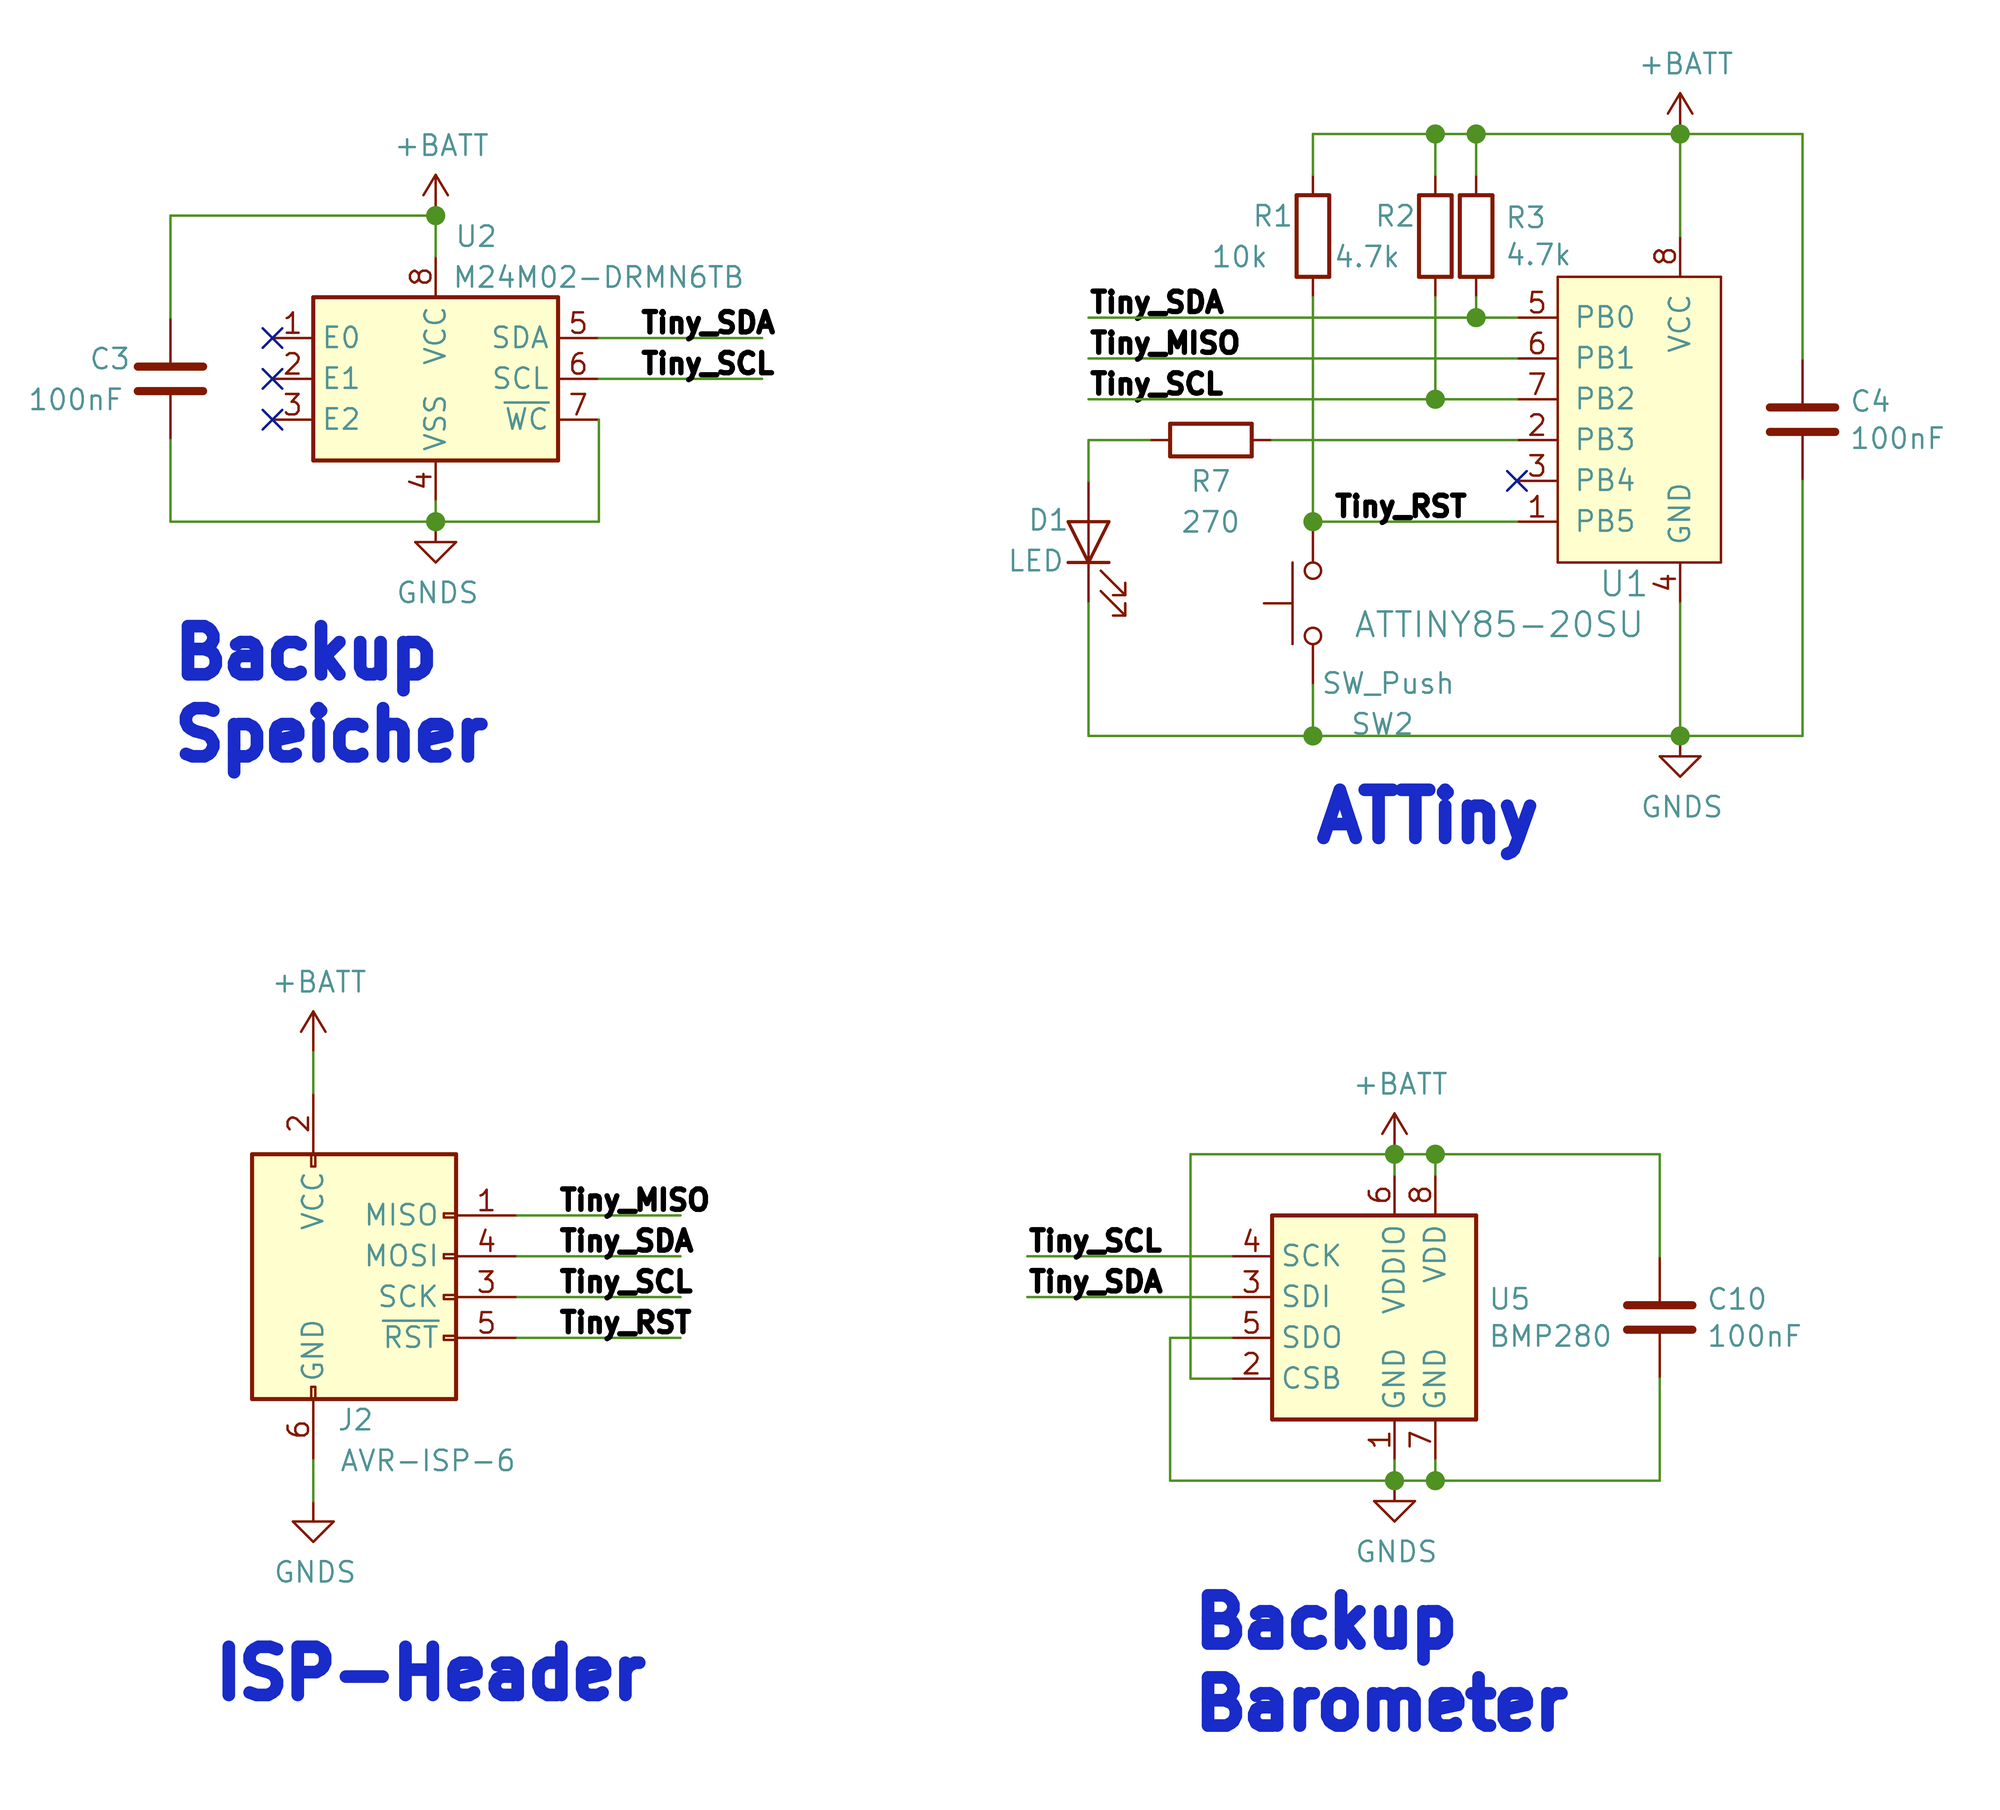 +BATT
U2
M24M02-DRMN6TB
8
VCC
1
E0
SDA
5
Tiny_SDA
2
E1
SCL
6
Tiny_SCL
3
E2
WC
7
VSS
4
C3
100nF
GNDS
Backup
Speicher
+BATT
R1
10k
R2
4.7k
R3
4.7k
8
VCC
Tiny_SDA
5
PB0
Tiny_MISO
6
PB1
Tiny_SCL
7
PB2
2
PB3
3
PB4
Tiny_RST
1
PB5
GND
4
C4
100nF
R7
270
D1
LED
U1
ATTINY85-20SU
SW_Push
SW2
GNDS
ATTiny
+BATT
2
VCC
MISO
1
Tiny_MISO
MOSI
4
Tiny_SDA
SCK
3
Tiny_SCL
RST
5
Tiny_RST
GND
6
J2
AVR-ISP-6
GNDS
ISP-Header
+BATT
6
8
VDDIO
VDD
Tiny_SCL
4
SCK
Tiny_SDA
3
SDI
5
SDO
2
CSB
GND
GND
1
7
U5
BMP280
C10
100nF
GNDS
Backup
Barometer